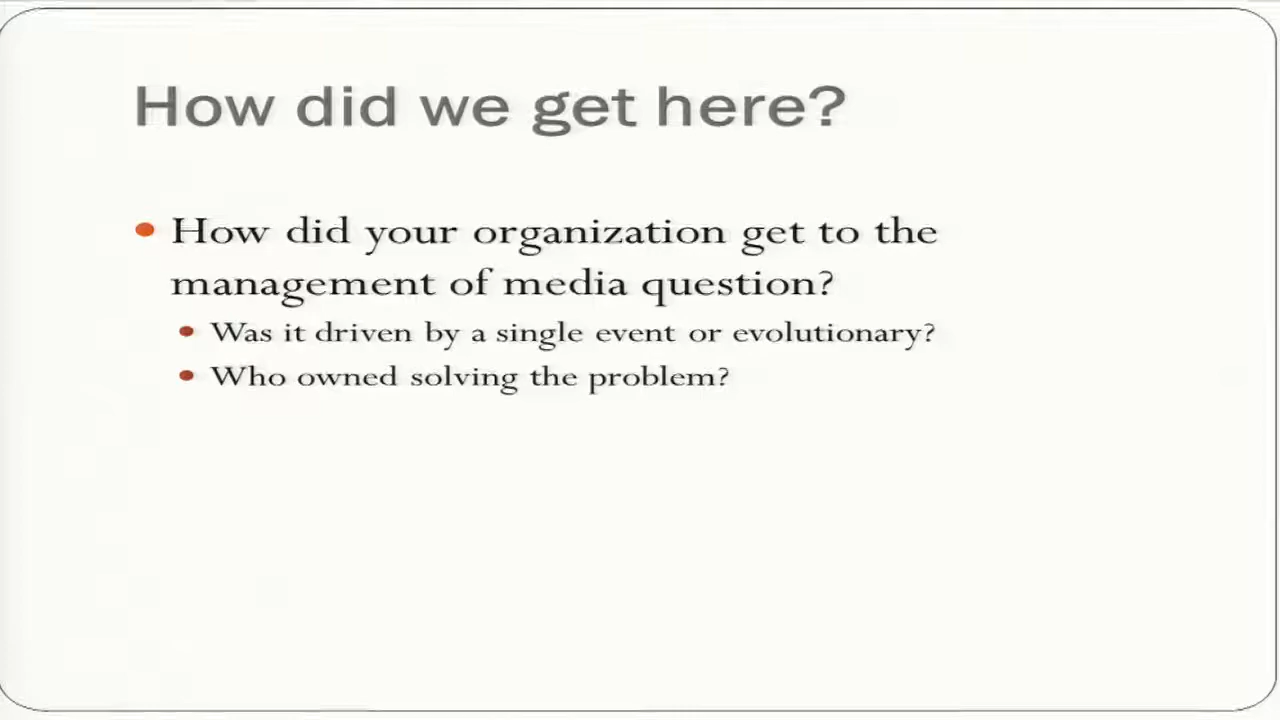 How did we get here?
How did your organization get to the
management of media question?
Was it driven by a single event or evolutionary?
Who owned solving the problem?